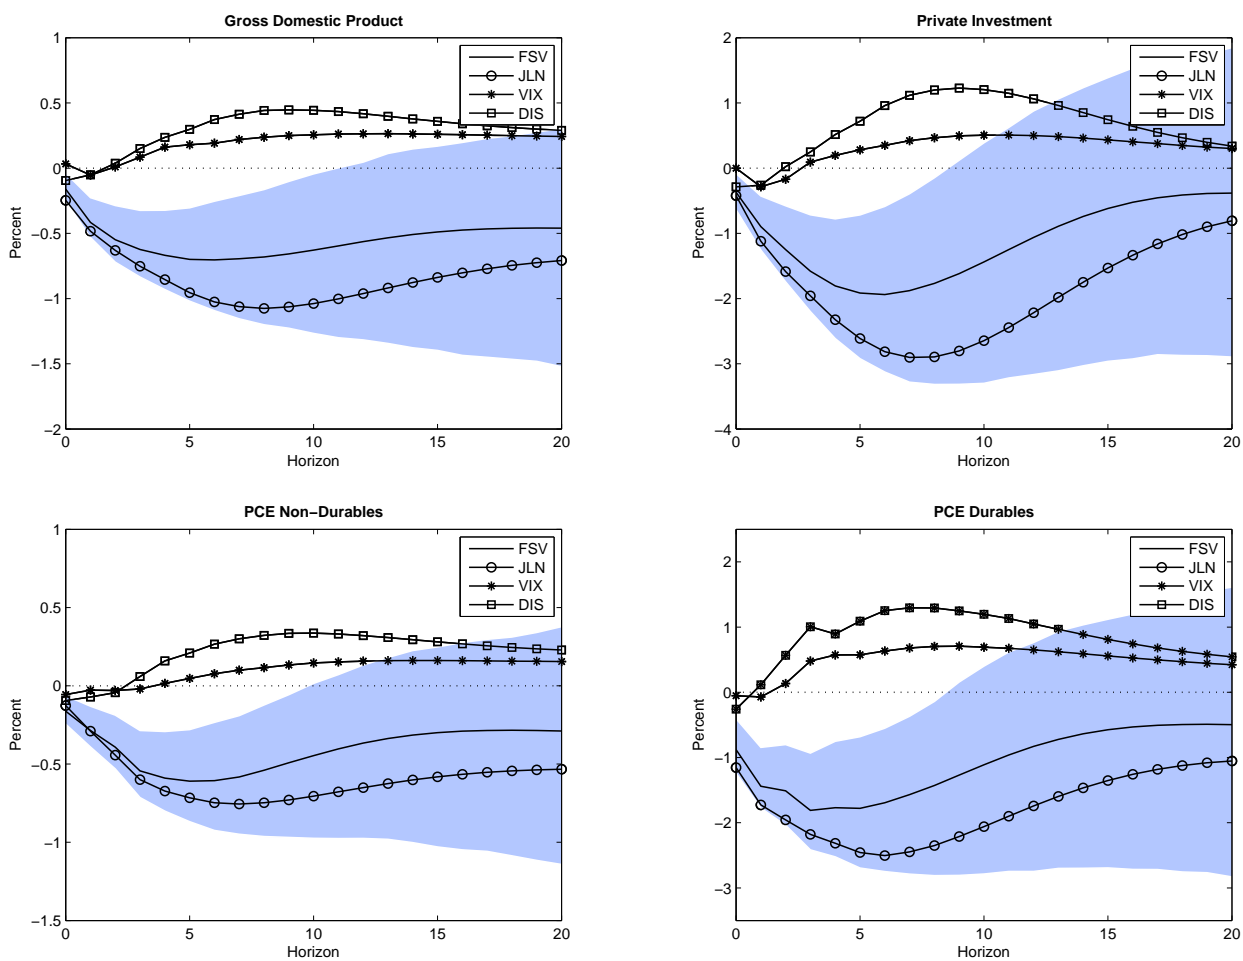 Gross Domestic Product
1
0.5
0
−0.5
−1
−1.5
−2
Percent
0
5
10
15
20
Horizon
FSV
JLN
VIX
DIS
Private Investment
2
1
0
−1
−2
−3
−4
Percent
0
5
10
15
20
Horizon
FSV
JLN
VIX
DIS
PCE Non−Durables
1
0.5
0
−0.5
−1
−1.5
Percent
0
5
10
15
20
Horizon
FSV
JLN
VIX
DIS
PCE Durables
2
1
0
−1
−2
−3
Percent
0
5
10
15
20
Horizon
FSV
JLN
VIX
DIS